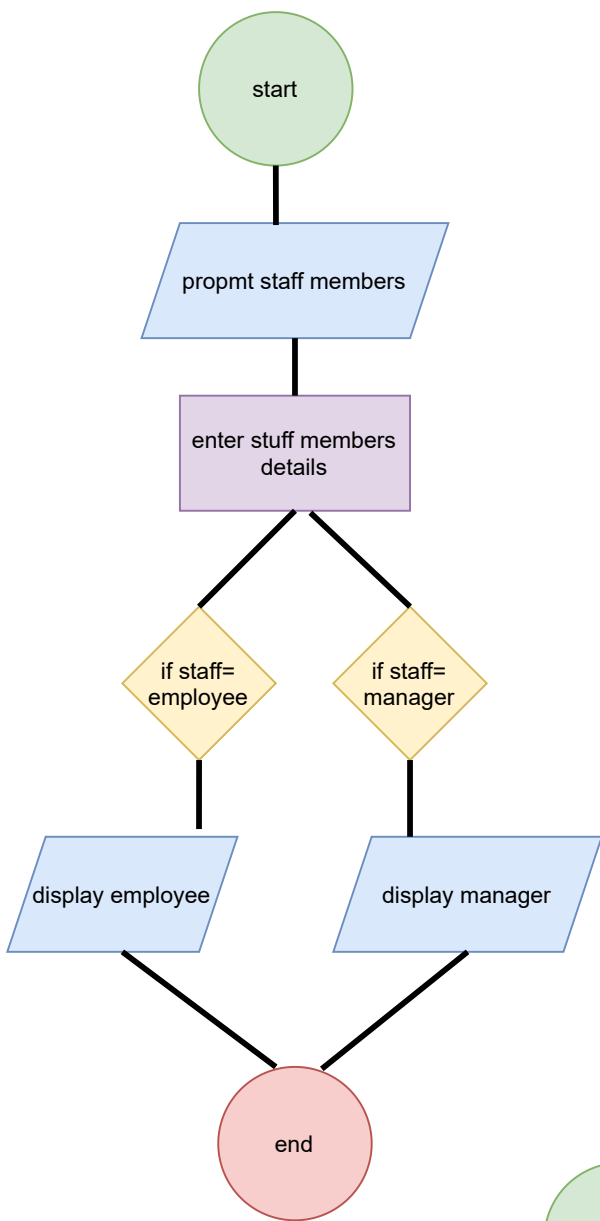 start
propmt staff members
enter stuff members
details
if staff=
employee
if staff=
manager
display employee
display manager
end